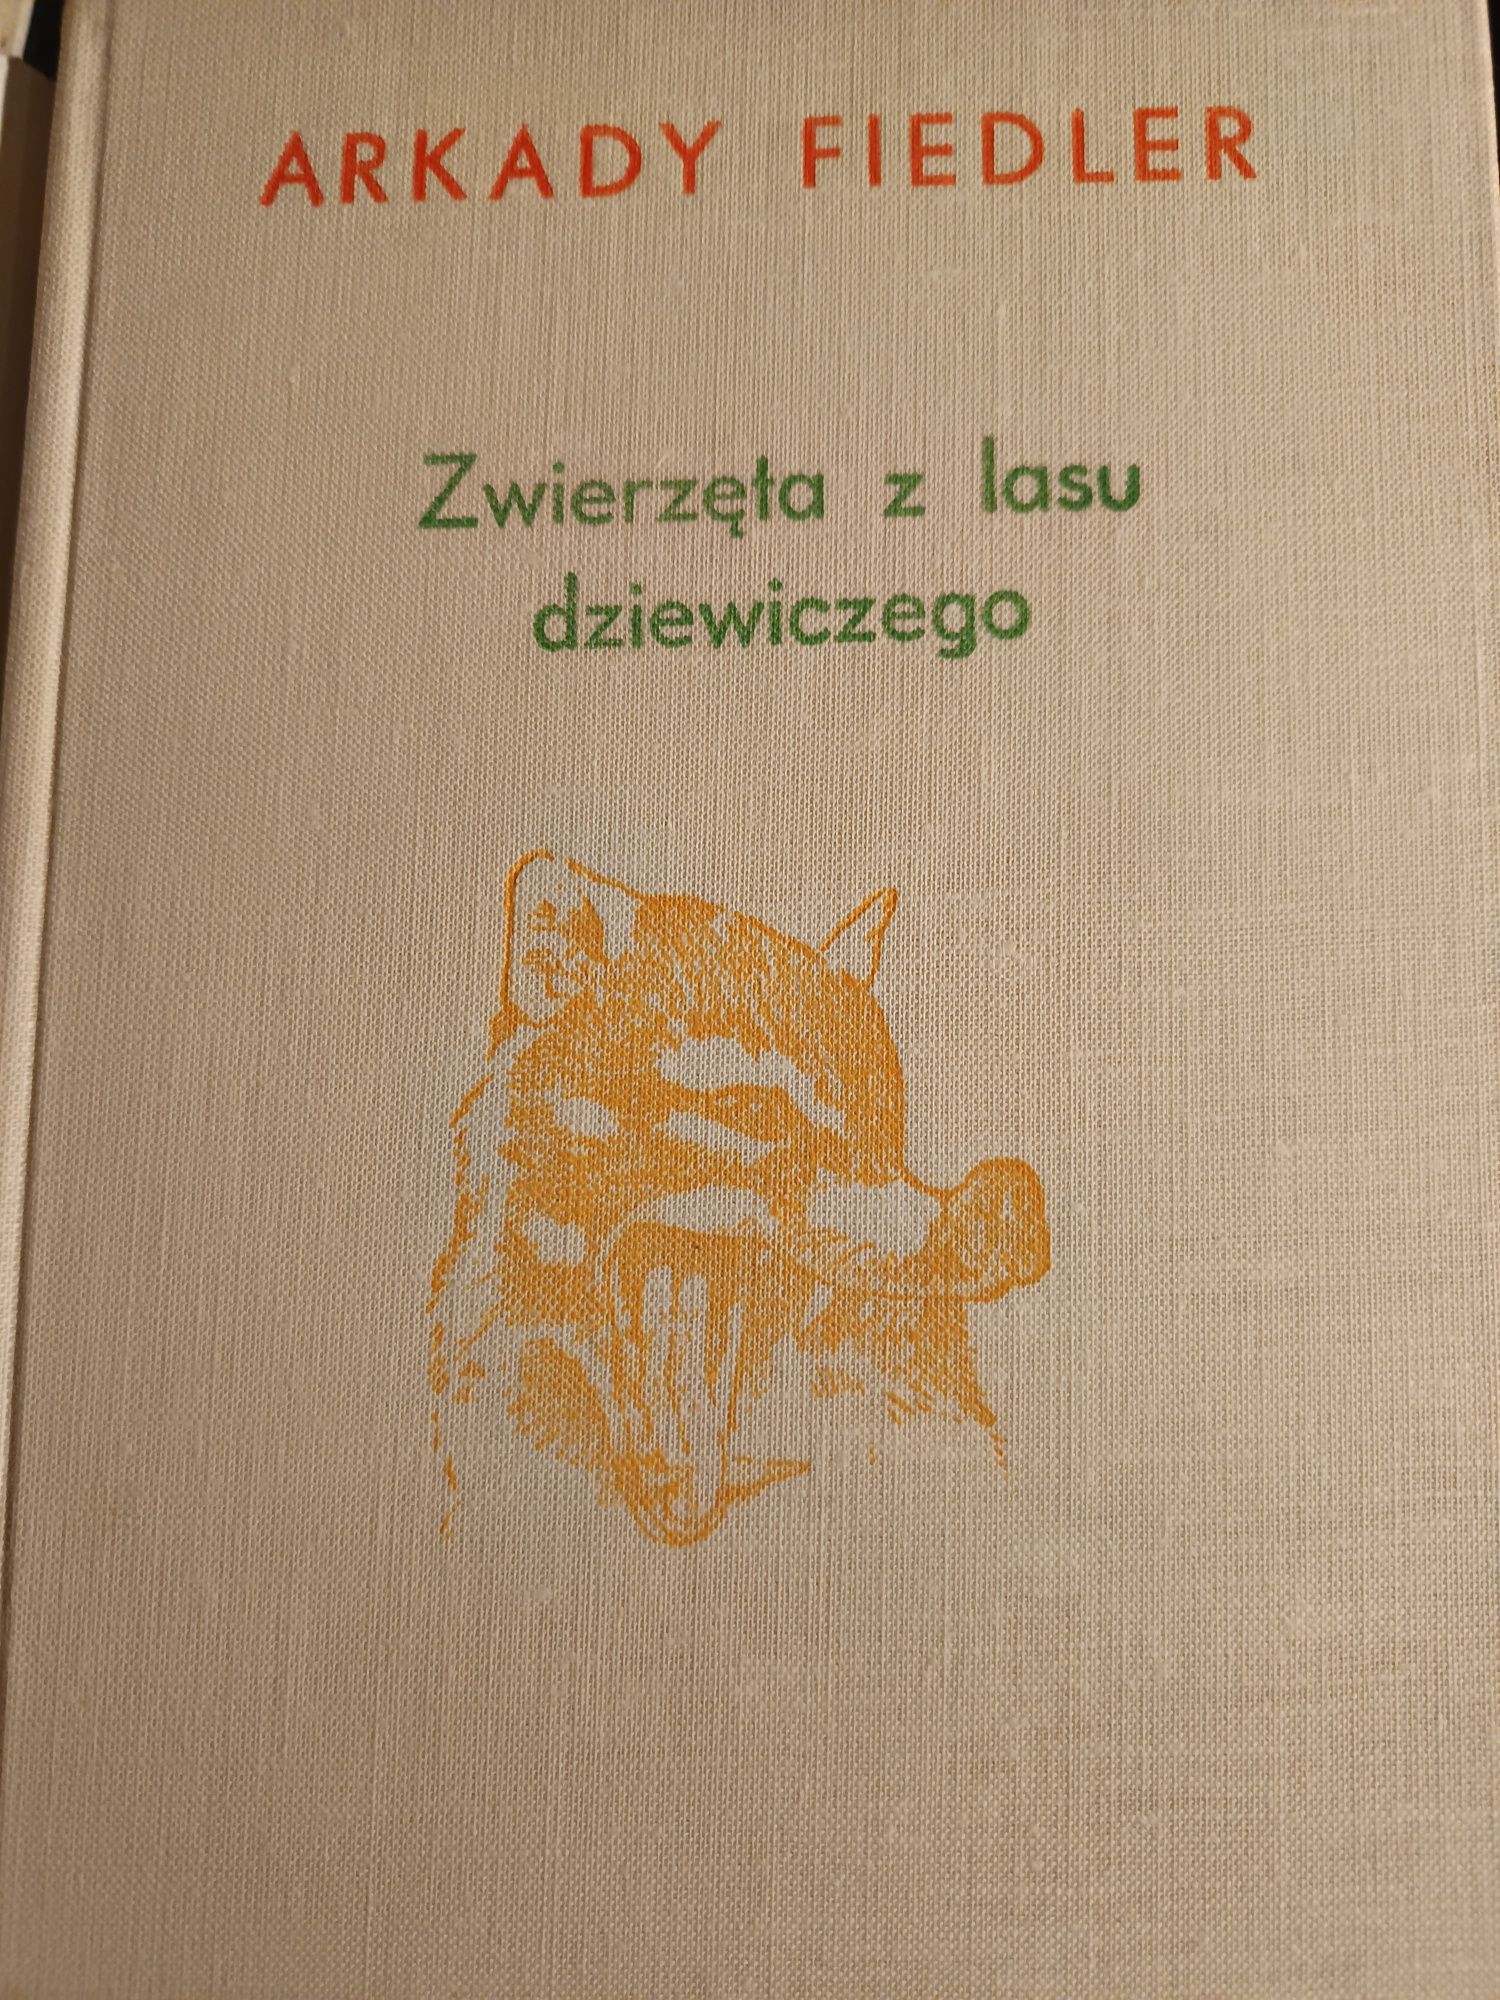 ARKADY FIEDLER
Zwierzęta z lasu
dziewiczego